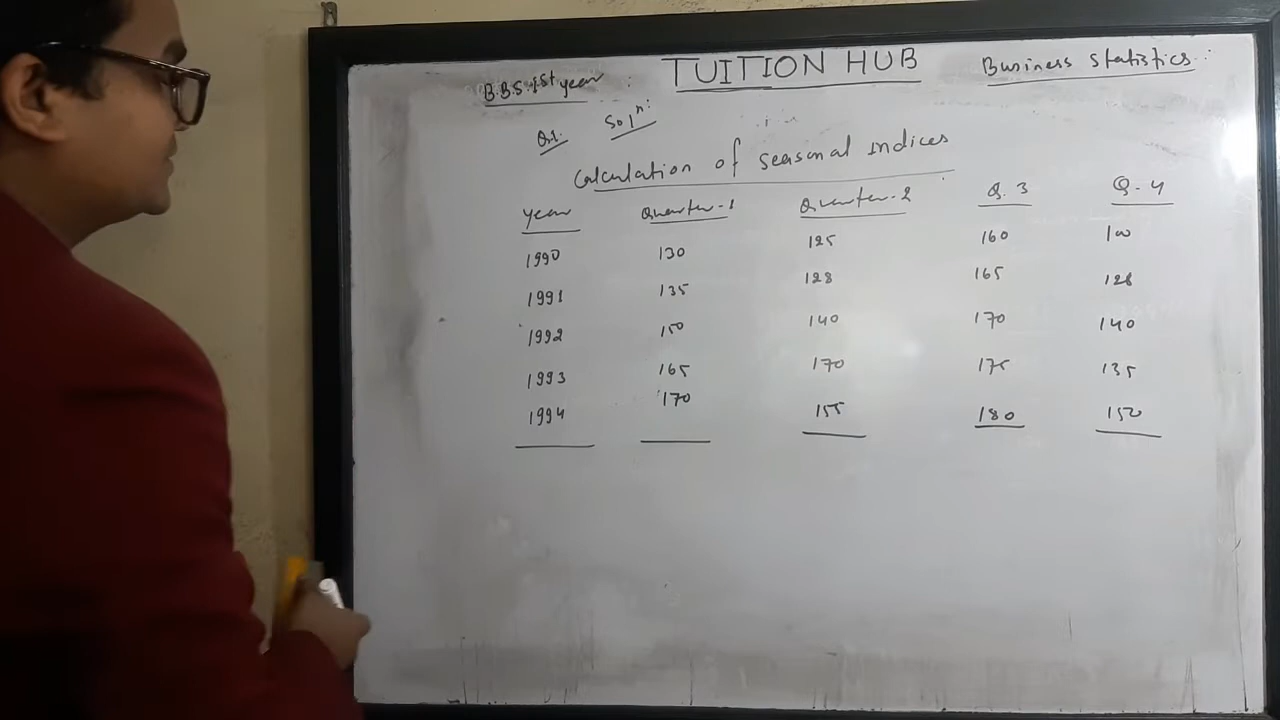 B.B.S. 1st year : TUITION HUB Business statistics :
Q.1. Solⁿ:
Calculation of seasonal indices
year Quarter-1 Quarter-2 Q.3 Q.4
1990 130 125 160 100
1991 135 128 165 128
1992 150 140 170 140
1993 165 170 175 135
1994 170 155 180 150